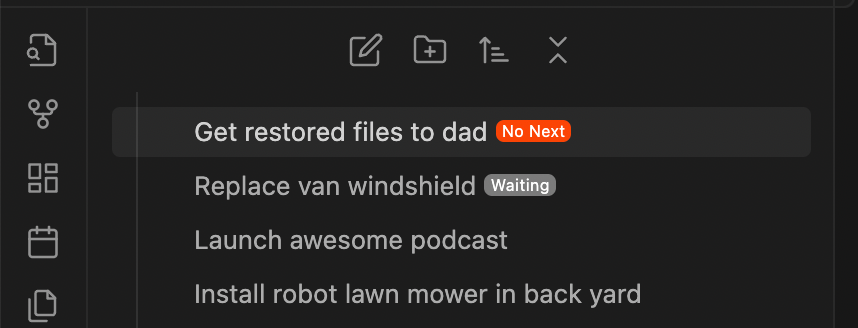 Get restored files to dad No Next
Replace van windshield Waiting
Launch awesome podcast
Install robot lawn mower in back yard